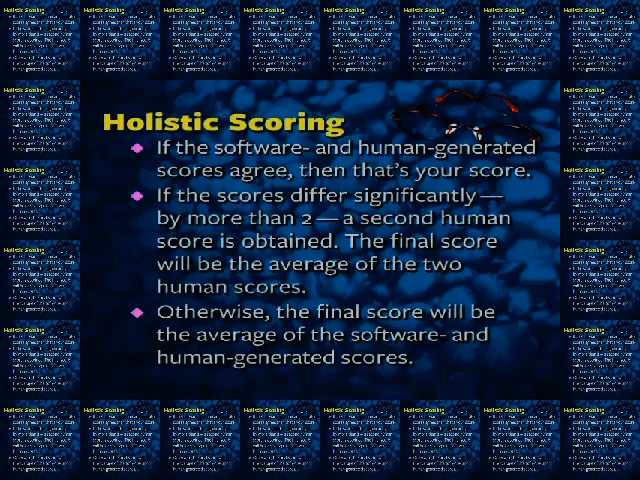 Holistic Scoring
If the software- and human-generated
scores agree, then that's your score.
If the scores differ significantly —
by more than 2 — a second human
score is obtained. The final score
will be the average of the two
human scores.
Otherwise, the final score will be
the average of the software- and
human-generated scores.